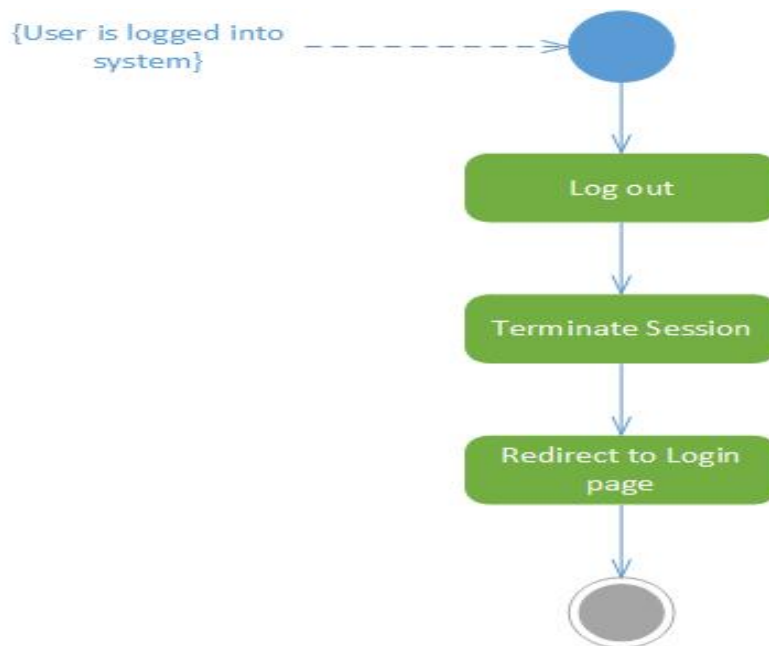 {User is logged into
system}
Log out
Terminate Session
Redirect to Login
page